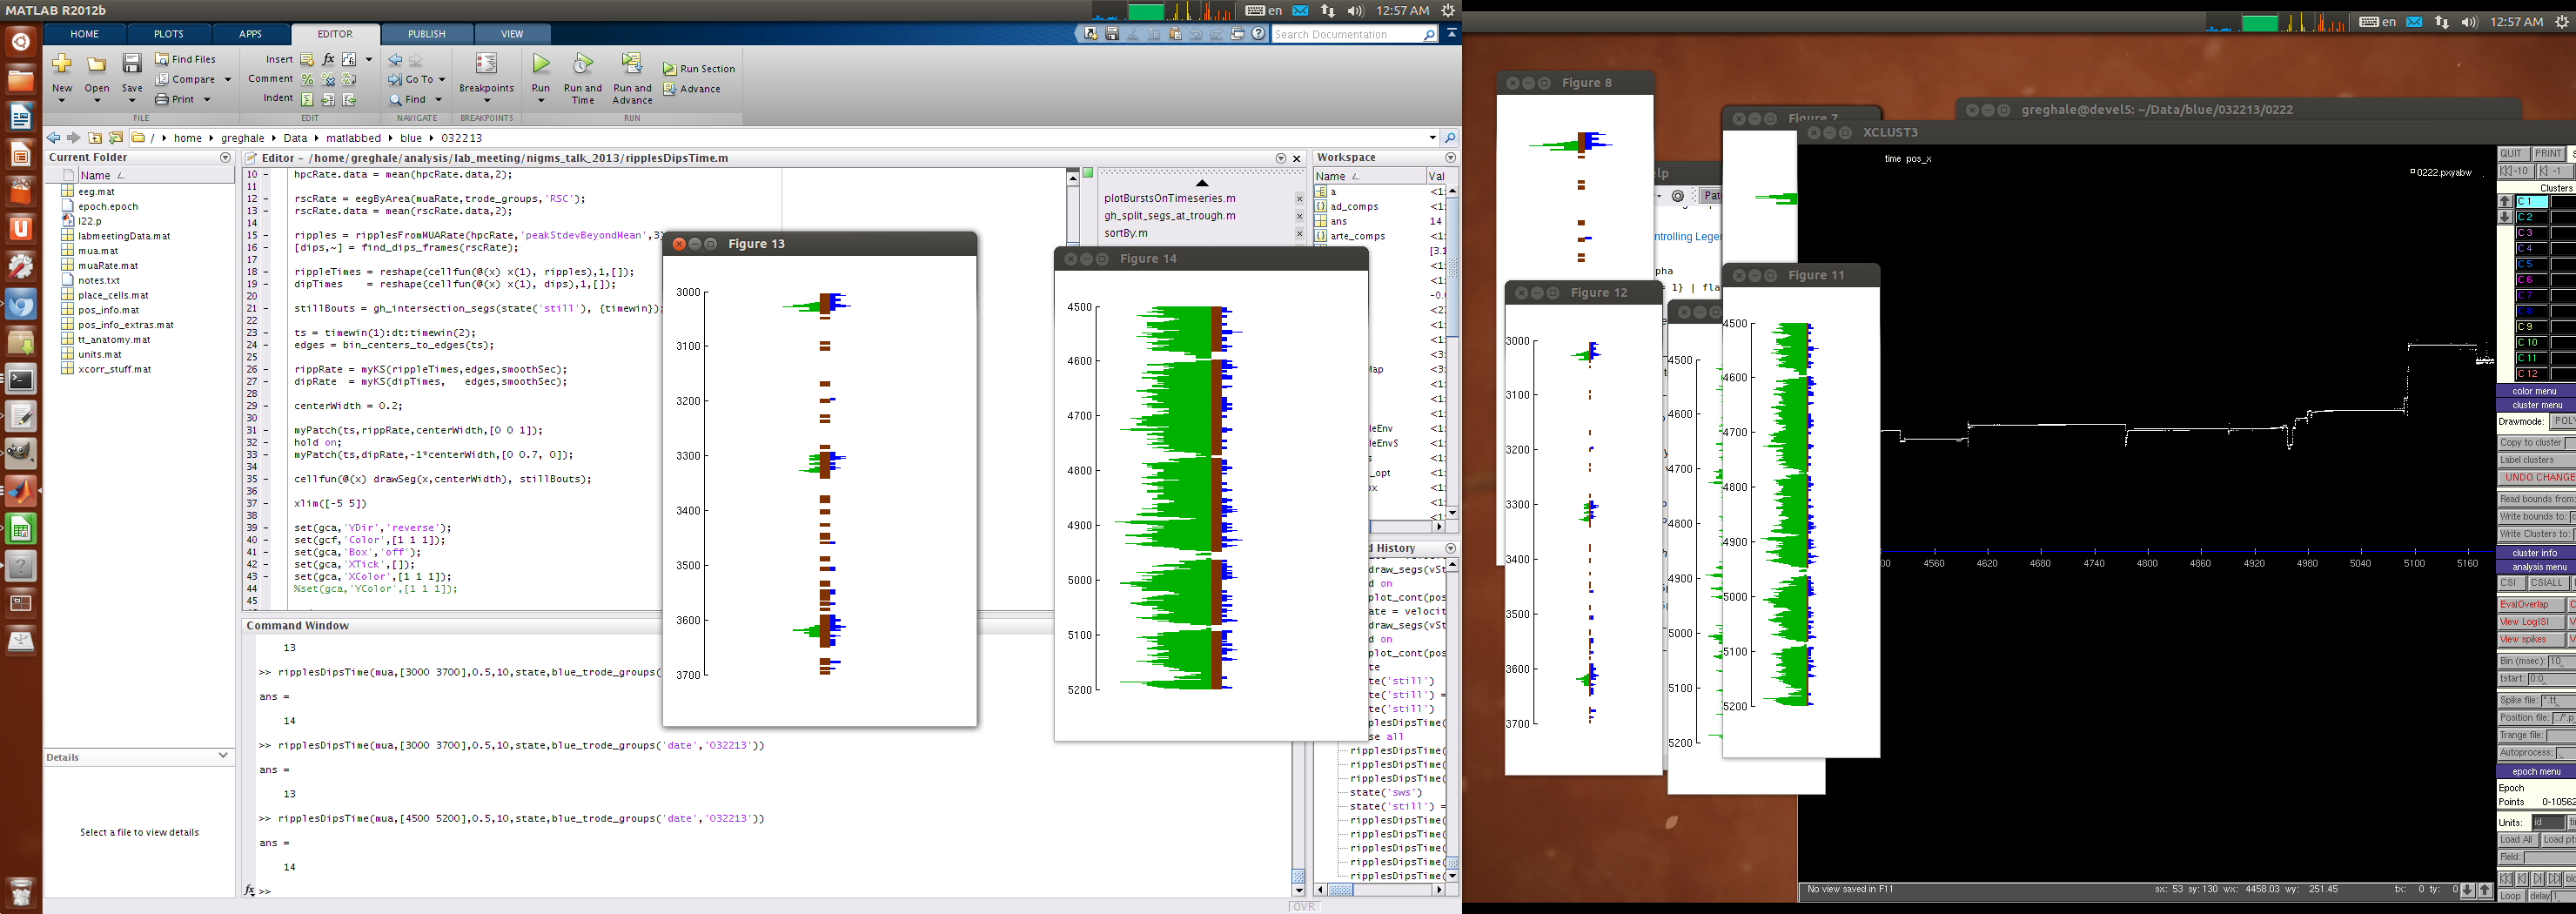 MATLAB R2012b
en 12:57 AM
HOME PLOTS APPS EDITOR PUBLISH VIEW
Search Documentation
New Open Save
Find Files
Compare
Print
Insert
Comment
Indent
Go To
Find
Breakpoints
Run
Run and Time
Run and Advance
Run Section
Advance
FILE EDIT NAVIGATE BREAKPOINTS RUN
/ home greghale Data matlabbed blue 032213
Current Folder
Name
eeg.mat
epoch.epoch
l22.p
labmeetingData.mat
mua.mat
muaRate.mat
notes.txt
place_cells.mat
pos_info.mat
pos_info_extras.mat
tt_anatomy.mat
units.mat
xcorr_stuff.mat
Details
Select a file to view details
Editor - /home/greghale/analysis/lab_meeting/nigms_talk_2013/ripplesDipsTime.m
10 hpcRate.data = mean(hpcRate.data,2);
11
12 rscRate = eegByArea(muaRate,trode_groups,'RSC');
13 rscRate.data = mean(rscRate.data,2);
14
15 ripples = ripplesFromMUARate(hpcRate,'peakStdevBeyondMean',3)
16 [dips,~] = find_dips_frames(rscRate);
17
18 rippleTimes = reshape(cellfun(@(x) x(1), ripples),1,[]);
19 dipTimes = reshape(cellfun(@(x) x(1), dips),1,[]);
20
21 stillBouts = gh_intersection_segs(state('still'), {timewin});
22
23 ts = timewin(1):dt:timewin(2);
24 edges = bin_centers_to_edges(ts);
25
26 rippRate = myKS(rippleTimes,edges,smoothSec);
27 dipRate = myKS(dipTimes, edges,smoothSec);
28
29 centerWidth = 0.2;
30
31 myPatch(ts,rippRate,centerWidth,[0 0 1]);
32 hold on;
33 myPatch(ts,dipRate,-1*centerWidth,[0 0.7, 0]);
34
35 cellfun(@(x) drawSeg(x,centerWidth), stillBouts);
36
37 xlim([-5 5])
38
39 set(gca,'YDir','reverse');
40 set(gcf,'Color',[1 1 1]);
41 set(gca,'Box','off');
42 set(gca,'XTick',[]);
43 set(gca,'XColor',[1 1 1]);
44 %set(gca,'YColor',[1 1 1]);
45
plotBurstsOnTimeseries.m
gh_split_segs_at_trough.m
sortBy.m
Command Window
13
>> ripplesDipsTime(mua,[3000 3700],0.5,10,state,blue_trode_groups(
ans =
14
>> ripplesDipsTime(mua,[3000 3700],0.5,10,state,blue_trode_groups('date','032213'))
ans =
13
>> ripplesDipsTime(mua,[4500 5200],0.5,10,state,blue_trode_groups('date','032213'))
ans =
14
fx >>
OVR
Workspace
Name Val
a <1:
ad_comps <1:
ans 14
arte_comps <1:
d History
draw_segs(vSt
d on
plot_cont(pos
ate = velocit
draw_segs(vSt
d on
plot_cont(pos
te
te('still')
te('still') =
te('still')
plesDipsTime(
se all
ripplesDipsTime(
ripplesDipsTime(
ripplesDipsTime(
state('sws')
state('still') =
ripplesDipsTime(
ripplesDipsTime(
ripplesDipsTime(
ripplesDipsTime(
ripplesDipsTime(
Figure 13
3000
3100
3200
3300
3400
3500
3600
3700
Figure 14
4500
4600
4700
4800
4900
5000
5100
5200
en 12:57 AM
Figure 8
Figure 7
greghale@devel5: ~/Data/blue/032213/0222
Figure 12
3000
3100
3200
3300
3400
3500
3600
3700
4500
4600
4700
4800
4900
5000
5100
5200
Figure 11
4500
4600
4700
4800
4900
5000
5100
5200
XCLUST3
time pos_x
0222.pxyabw
4560 4620 4680 4740 4800 4860 4920 4980 5040 5100 5160
No view saved in F11
sx: 53 sy: 130 wx: 4458.03 wy: 251.45 tx: 0 ty: 0
QUIT PRINT
-10 -1
Clusters
C 1
C 2
C 3
C 4
C 5
C 6
C 7
C 8
C 9
C 10
C 11
C 12
color menu
cluster menu
Drawmode: POLY
Copy to cluster
Label clusters
UNDO CHANGE
Read bounds from:
Write bounds to:
Write Clusters to:
cluster info
analysis menu
CSI CSIALL
EvalOverlap
View LogISI
View spikes
Bin (msec): 10
tstart: 0:0
Spike file: *.tt
Position file: ../*.p
Trange file:
Autoprocess:
epoch menu
Epoch
Points 0-10562
Units: id
Load All Load pt
Field:
Loop delay 1